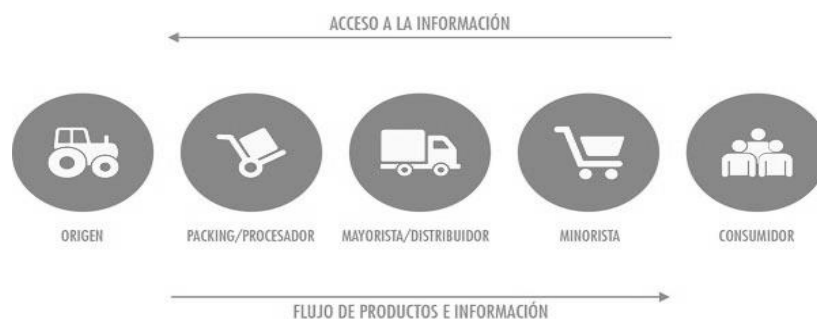 ACCESO A LA INFORMACIÓN
ORIGEN
PACKING/PROCESADOR
MAYORISTA/DISTRIBUIDOR
MINORISTA
CONSUMIDOR
FLUJO DE PRODUCTOS E INFORMACIÓN